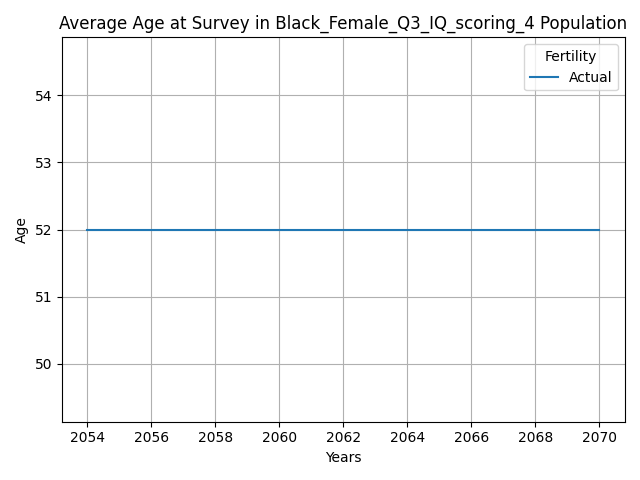 Average Age at Survey in Black_Female_Q3_IQ_scoring_4 Population
Fertility
Actual
54
53
52
51
50
Age
2054 2056 2058 2060 2062 2064 2066 2068 2070
Years